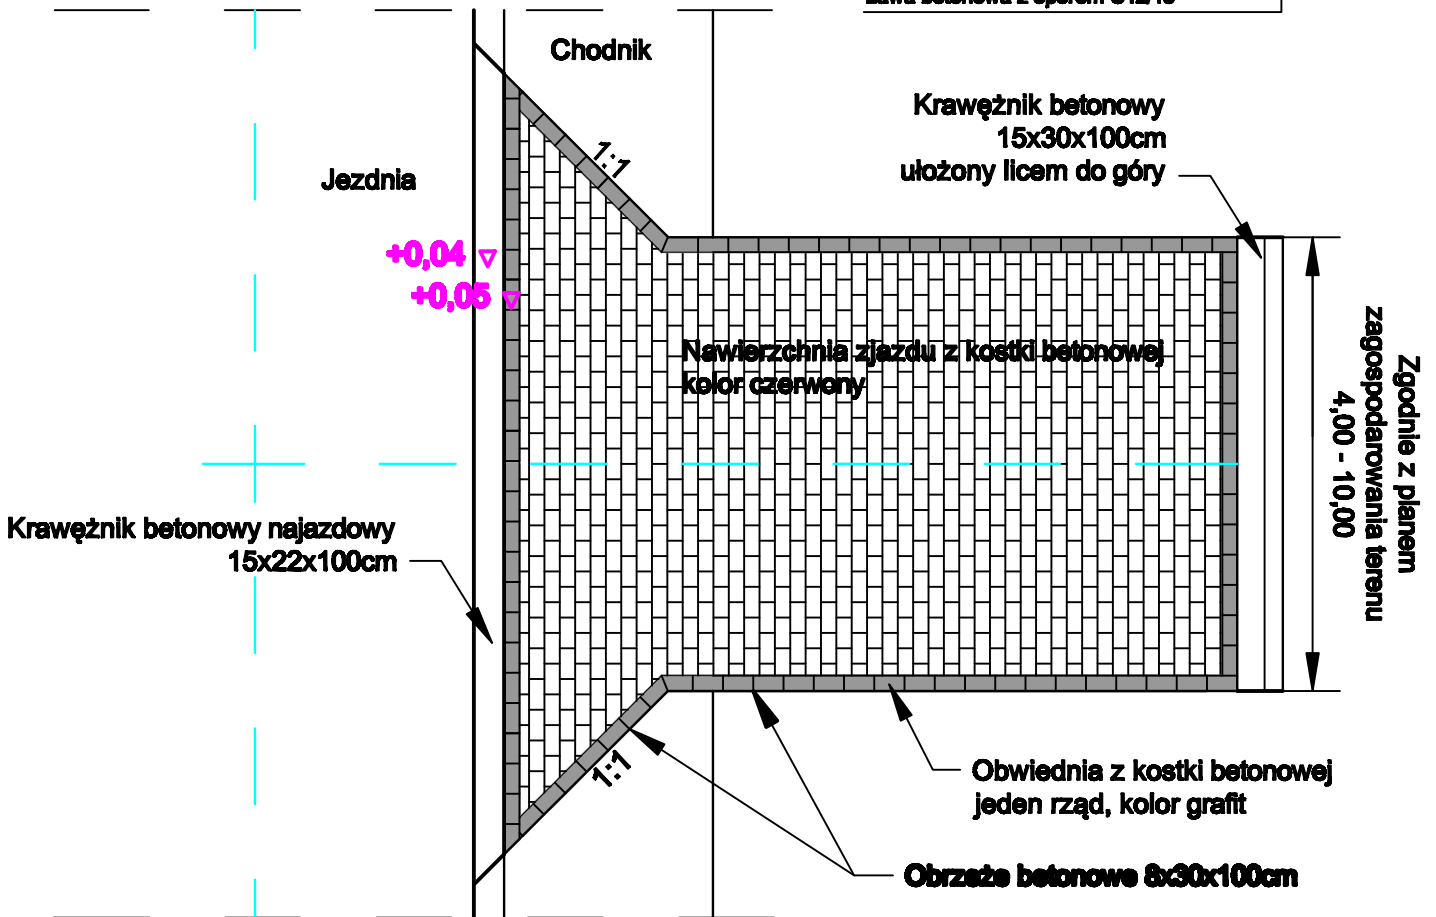 Chodnik
Krawężnik betonowy
15x30x100cm
ułożony licem do góry
1:1
Jezdnia
+0,04
+0,05
Nawierzchnia zjazdu z kostki betonowej
kolor czerwony
Zgodnie z planem
zagospodarowania terenu
4,00 - 10,00
Krawężnik betonowy najazdowy
15x22x100cm
1:1
Obwiednia z kostki betonowej
jeden rząd, kolor grafit
Obrzeże betonowe 8x30x100cm